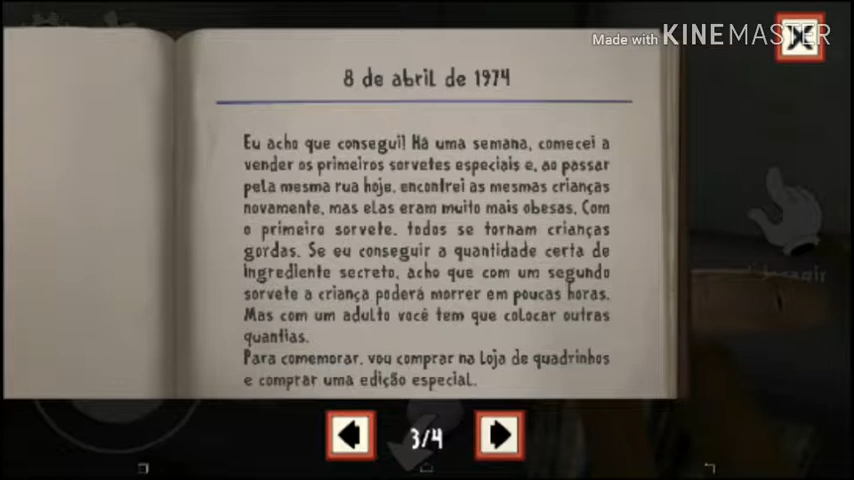 Made with KINEMASTER
8 de abril de 1974
Eu acho que consegui! Há uma semana, comecei a
vender os primeiros sorvetes especiais e, ao passar
pela mesma rua hoje, encontrei as mesmas crianças
novamente, mas elas eram muito mais obesas. Com
o primeiro sorvete, todos se tornam crianças
gordas. Se eu conseguir a quantidade certa de
ingrediente secreto, acho que com um segundo
sorvete a criança poderá morrer em poucas horas.
Mas com um adulto você tem que colocar outras
quantias.
Para comemorar, vou comprar na loja de quadrinhos
e comprar uma edição especial.
3/4